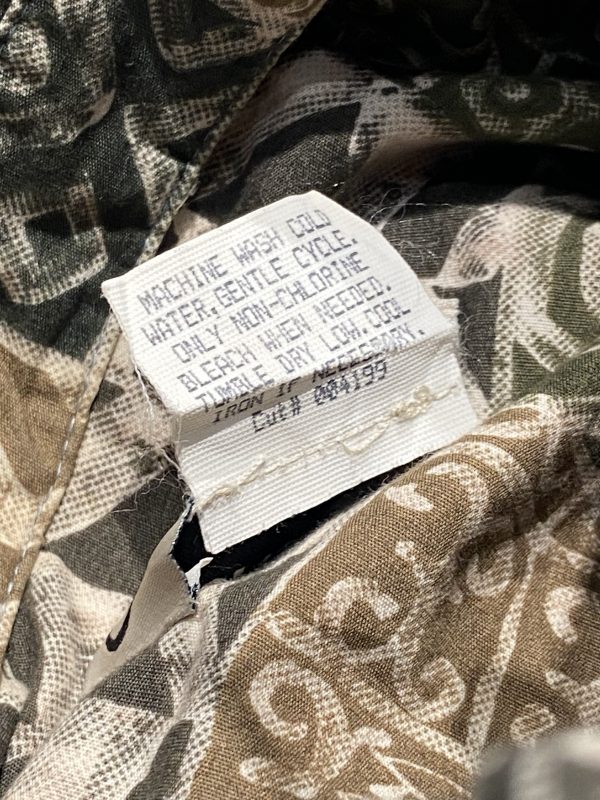 MACHINE WASH COLD
WATER, GENTLE CYCLE.
ONLY NON-CHLORINE
BLEACH WHEN NEEDED.
TUMBLE DRY LOW, COOL
IRON IF NECESSRY.
Cut# 004199